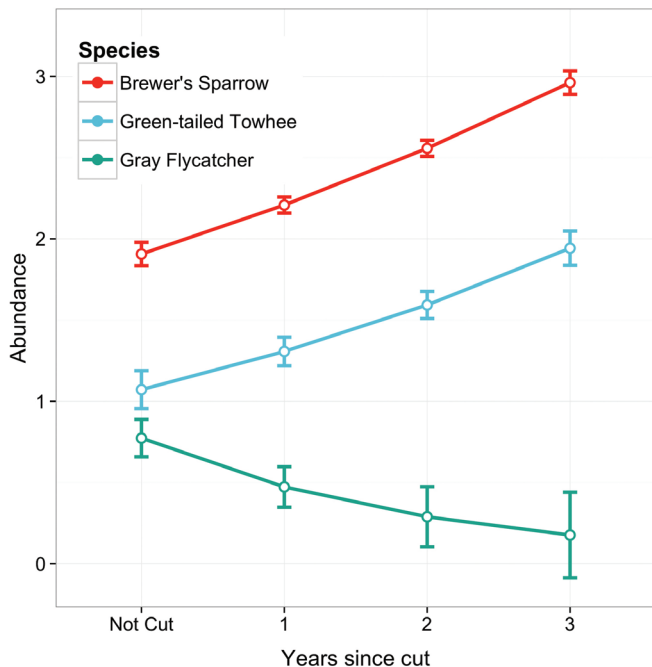 Species
Brewer's Sparrow
Green-tailed Towhee
Gray Flycatcher
3
2
1
0
Abundance
Not Cut 1 2 3
Years since cut